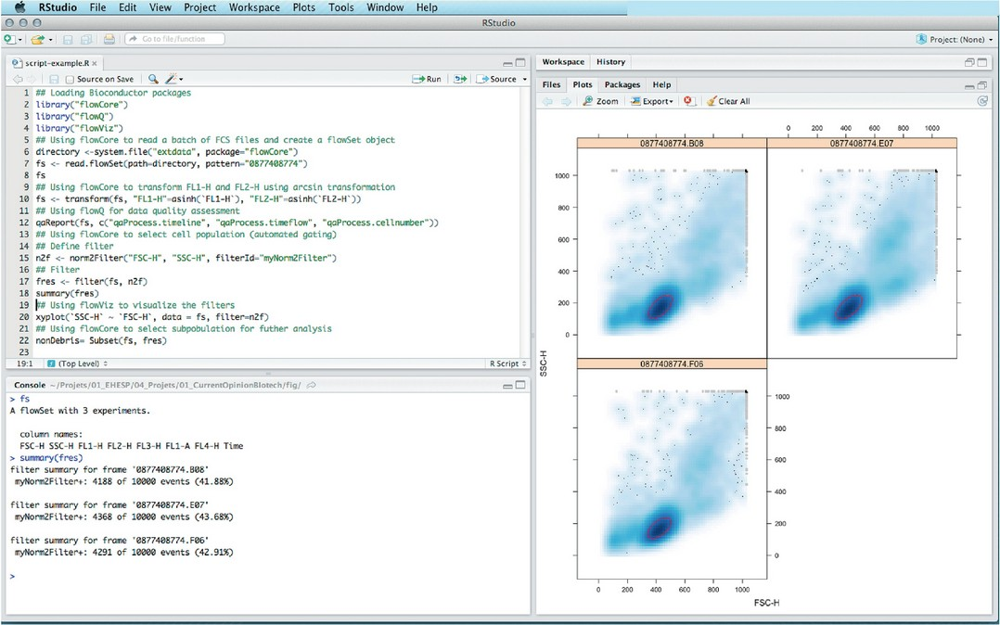 RStudio File Edit View Project Workspace Plots Tools Window Help
RStudio
Go to file/function
Project: (None)
script-example.R
Source on Save Run Source
1 ## Loading Bioconductor packages
2 library("flowCore")
3 library("flowQ")
4 library("flowViz")
5 ## Using flowCore to read a batch of FCS files and create a flowSet object
6 directory <-system.file("extdata", package="flowCore")
7 fs <- read.flowSet(path=directory, pattern="0877408774")
8 fs
9 ## Using flowCore to transform FL1-H and FL2-H using arcsin transformation
10 fs <- transform(fs, "FL1-H"=asinh(`FL1-H`), "FL2-H"=asinh(`FL2-H`))
11 ## Using flowQ for data quality assessment
12 qaReport(fs, c("qaProcess.timeline", "qaProcess.timeflow", "qaProcess.cellnumber"))
13 ## Using flowCore to select cell population (automated gating)
14 ## Define filter
15 n2f <- norm2Filter("FSC-H", "SSC-H", filterId="myNorm2Filter")
16 ## Filter
17 fres <- filter(fs, n2f)
18 summary(fres)
19 ## Using flowViz to visualize the filters
20 xyplot(`SSC-H` ~ `FSC-H`, data = fs, filter=n2f)
21 ## Using flowCore to select subpobulation for futher analysis
22 nonDebris= Subset(fs, fres)
23
19:1 (Top Level) R Script
Console ~/Projets/01_EHESP/04_Projets/01_CurrentOpinionBiotech/fig/
> fs
A flowSet with 3 experiments.
column names:
FSC-H SSC-H FL1-H FL2-H FL3-H FL1-A FL4-H Time
> summary(fres)
filter summary for frame '0877408774.B08'
myNorm2Filter+: 4188 of 10000 events (41.88%)
filter summary for frame '0877408774.E07'
myNorm2Filter+: 4368 of 10000 events (43.68%)
filter summary for frame '0877408774.F06'
myNorm2Filter+: 4291 of 10000 events (42.91%)
>
Workspace History
Files Plots Packages Help
Zoom Export Clear All
0 200 400 600 800 1000
0877408774.B08 0877408774.E07
1000
800
600
400
200
0
SSC-H
0877408774.F06
1000
800
600
400
200
0
0 200 400 600 800 1000
FSC-H